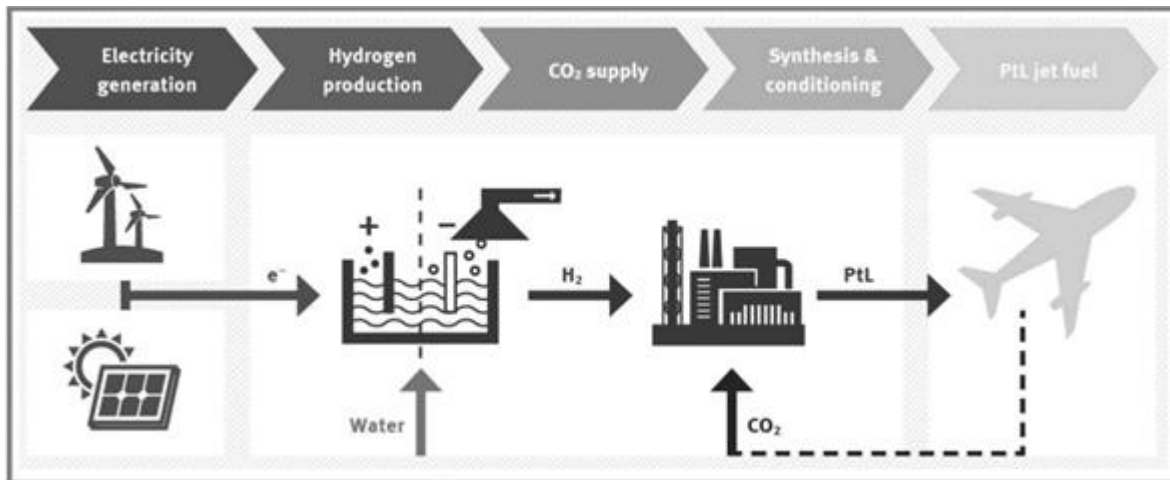 Electricity
generation
Hydrogen
production
CO₂ supply
Synthesis &
conditioning
PtL jet fuel
+
−
e⁻
H₂
PtL
Water
CO₂